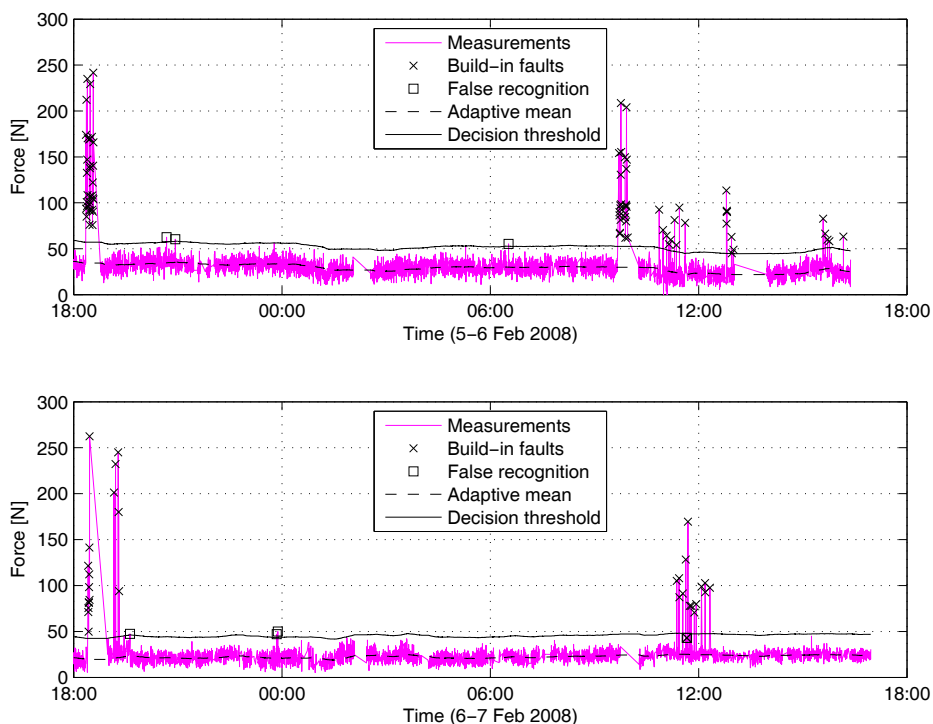 300
250
200
150
100
50
0
Force [N]
Measurements
Build−in faults
False recognition
Adaptive mean
Decision threshold
18:00 00:00 06:00 12:00 18:00
Time (5−6 Feb 2008)
300
250
200
150
100
50
0
Force [N]
Measurements
Build−in faults
False recognition
Adaptive mean
Decision threshold
18:00 00:00 06:00 12:00 18:00
Time (6−7 Feb 2008)